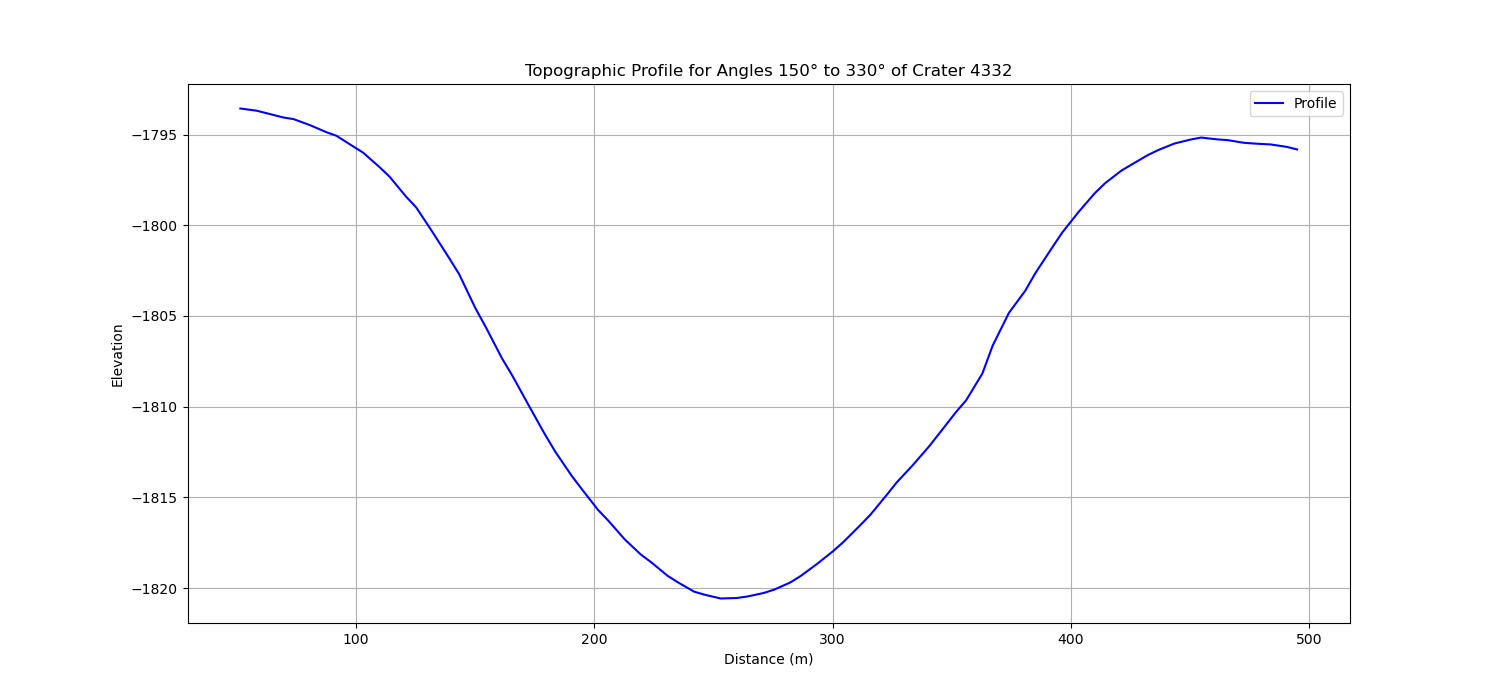 Topographic Profile for Angles 150° to 330° of Crater 4332
Profile
−1795
−1800
−1805
−1810
−1815
−1820
Elevation
100
200
300
400
500
Distance (m)